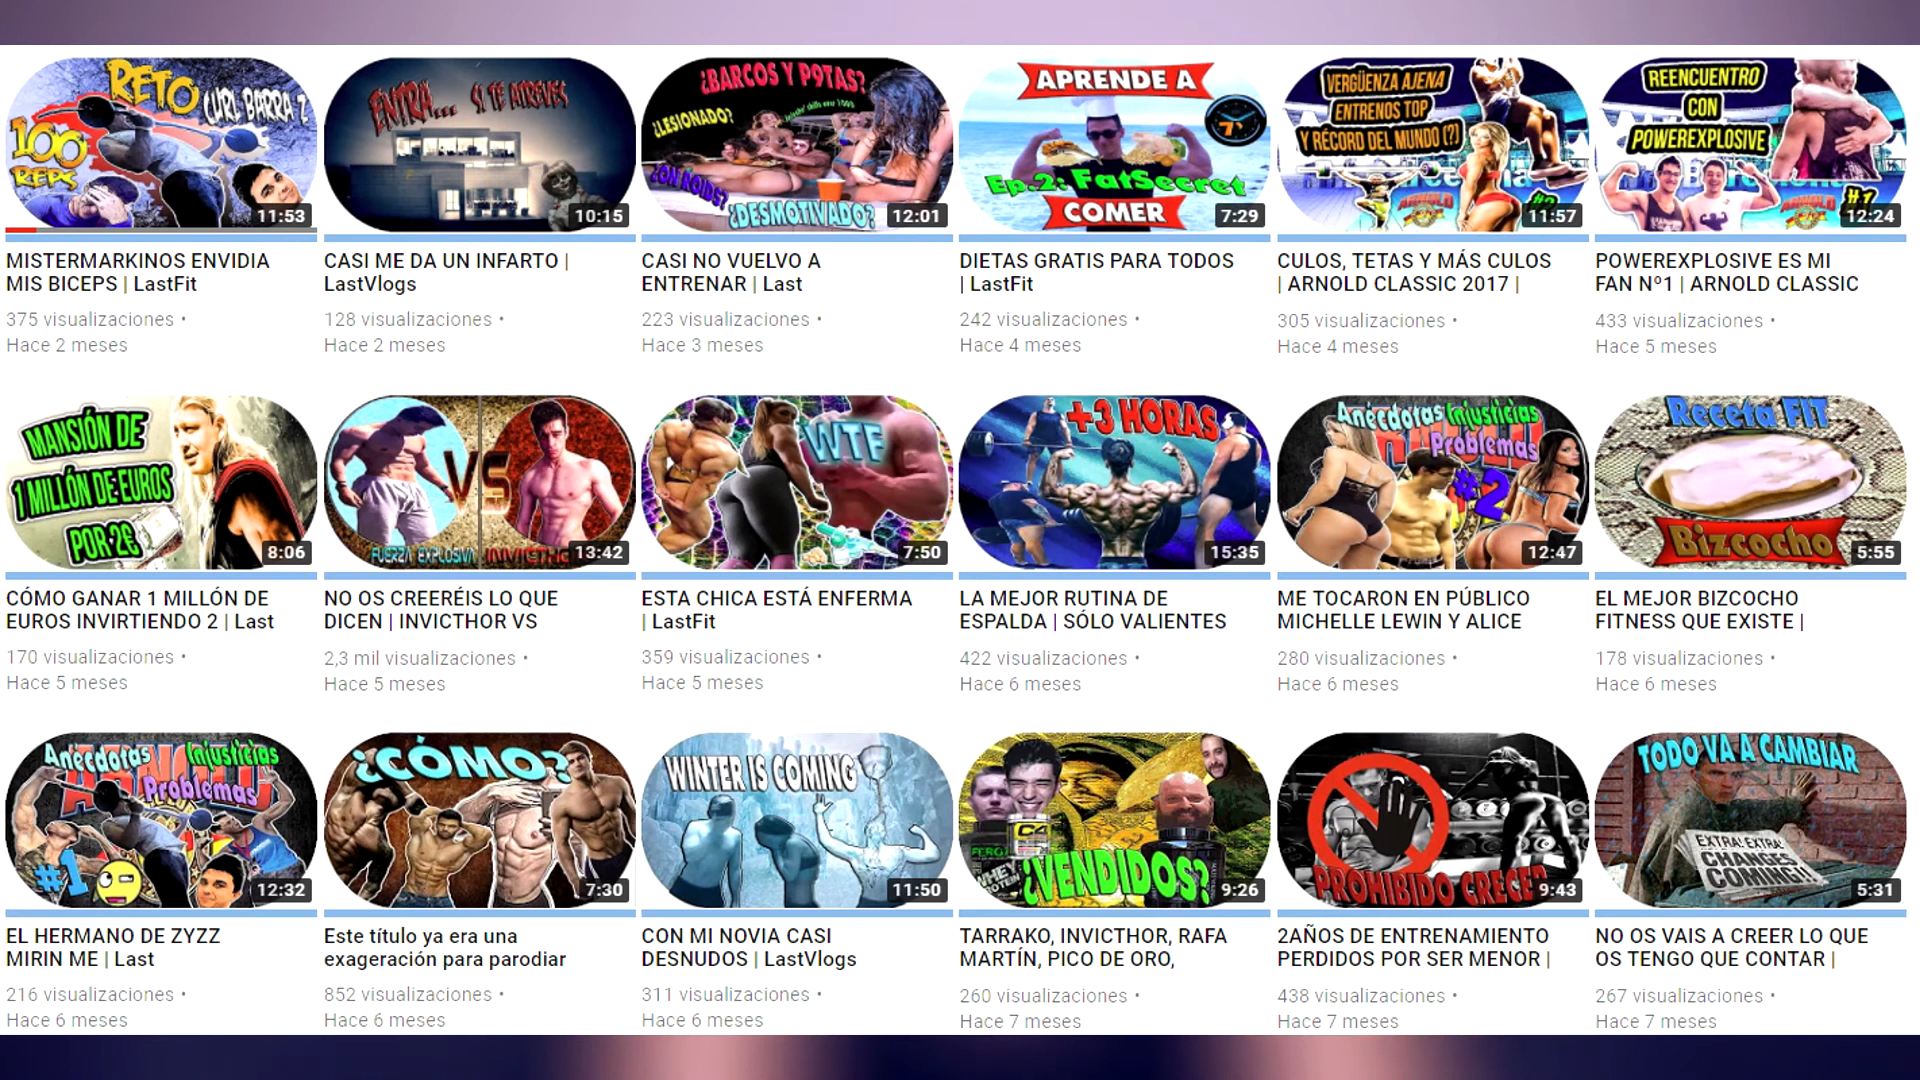 RETO
CURL BARRA Z
100
REPS
11:53
MISTERMARKINOS ENVIDIA
MIS BICEPS | LastFit
375 visualizaciones •
Hace 2 meses
ENTRA... SI TE ATREVES
10:15
CASI ME DA UN INFARTO |
LastVlogs
128 visualizaciones •
Hace 2 meses
¿BARCOS Y P9TAS?
¿LESIONADO?
¿ON ROIDS?
¿DESMOTIVADO?
12:01
CASI NO VUELVO A
ENTRENAR | Last
223 visualizaciones •
Hace 3 meses
APRENDE A
Ep.2: FatSecret
COMER
7:29
DIETAS GRATIS PARA TODOS
| LastFit
242 visualizaciones •
Hace 4 meses
VERGÜENZA AJENA
ENTRENOS TOP
Y RÉCORD DEL MUNDO (?)
#2
11:57
CULOS, TETAS Y MÁS CULOS
| ARNOLD CLASSIC 2017 |
305 visualizaciones •
Hace 4 meses
REENCUENTRO
CON
POWEREXPLOSIVE
ARNOLD
#1
12:24
POWEREXPLOSIVE ES MI
FAN Nº1 | ARNOLD CLASSIC
433 visualizaciones •
Hace 5 meses
MANSIÓN DE
1 MILLÓN DE EUROS
POR 2€
8:06
CÓMO GANAR 1 MILLÓN DE
EUROS INVIRTIENDO 2 | Last
170 visualizaciones •
Hace 5 meses
VS
FUERZA EXPLOSIVA INVICTHOR
13:42
NO OS CREERÉIS LO QUE
DICEN | INVICTHOR VS
2,3 mil visualizaciones •
Hace 5 meses
WTF
7:50
ESTA CHICA ESTÁ ENFERMA
| LastFit
359 visualizaciones •
Hace 5 meses
+3 HORAS
15:35
LA MEJOR RUTINA DE
ESPALDA | SÓLO VALIENTES
422 visualizaciones •
Hace 6 meses
Anécdotas Injusticias
Problemas
#2
12:47
ME TOCARON EN PÚBLICO
MICHELLE LEWIN Y ALICE
280 visualizaciones •
Hace 6 meses
Receta FIT
Bizcocho
5:55
EL MEJOR BIZCOCHO
FITNESS QUE EXISTE |
178 visualizaciones •
Hace 6 meses
Anécdotas Injusticias
Problemas
#1
12:32
EL HERMANO DE ZYZZ
MIRIN ME | Last
216 visualizaciones •
Hace 6 meses
¿CÓMO?
7:30
Este título ya era una
exageración para parodiar
852 visualizaciones •
Hace 6 meses
WINTER IS COMING
11:50
CON MI NOVIA CASI
DESNUDOS | LastVlogs
311 visualizaciones •
Hace 6 meses
C4
WHEY
PROTEIN
¿VENDIDOS?
9:26
TARRAKO, INVICTHOR, RAFA
MARTÍN, PICO DE ORO,
260 visualizaciones •
Hace 7 meses
PROHIBIDO CRECER
9:43
2AÑOS DE ENTRENAMIENTO
PERDIDOS POR SER MENOR |
438 visualizaciones •
Hace 7 meses
TODO VA A CAMBIAR
EXTRA! EXTRA!
CHANGES
COMING!!
5:31
NO OS VAIS A CREER LO QUE
OS TENGO QUE CONTAR |
267 visualizaciones •
Hace 7 meses